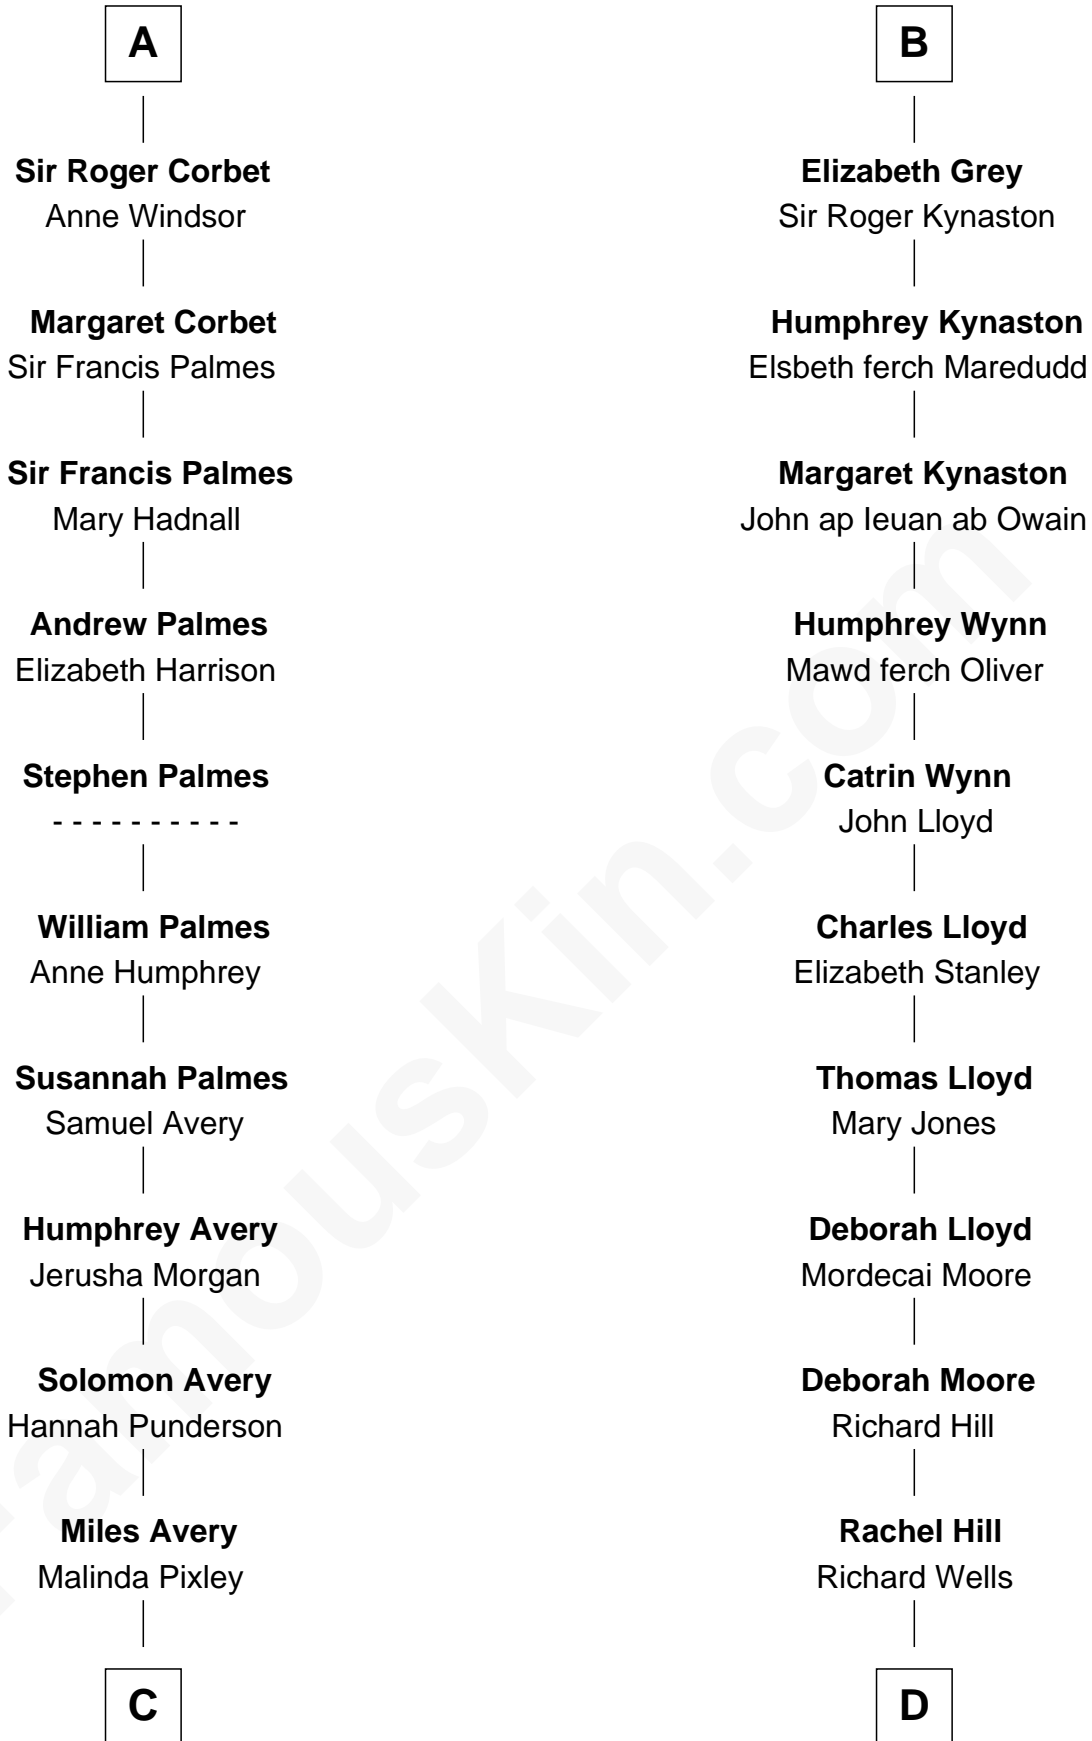 A
Sir Roger Corbet
Anne Windsor
Margaret Corbet
Sir Francis Palmes
Sir Francis Palmes
Mary Hadnall
Andrew Palmes
Elizabeth Harrison
Stephen Palmes
- - - - - - - - - -
William Palmes
Anne Humphrey
Susannah Palmes
Samuel Avery
Humphrey Avery
Jerusha Morgan
Solomon Avery
Hannah Punderson
Miles Avery
Malinda Pixley
C
B
Elizabeth Grey
Sir Roger Kynaston
Humphrey Kynaston
Elsbeth ferch Maredudd
Margaret Kynaston
John ap Ieuan ab Owain
Humphrey Wynn
Mawd ferch Oliver
Catrin Wynn
John Lloyd
Charles Lloyd
Elizabeth Stanley
Thomas Lloyd
Mary Jones
Deborah Lloyd
Mordecai Moore
Deborah Moore
Richard Hill
Rachel Hill
Richard Wells
D
FamousKin.com